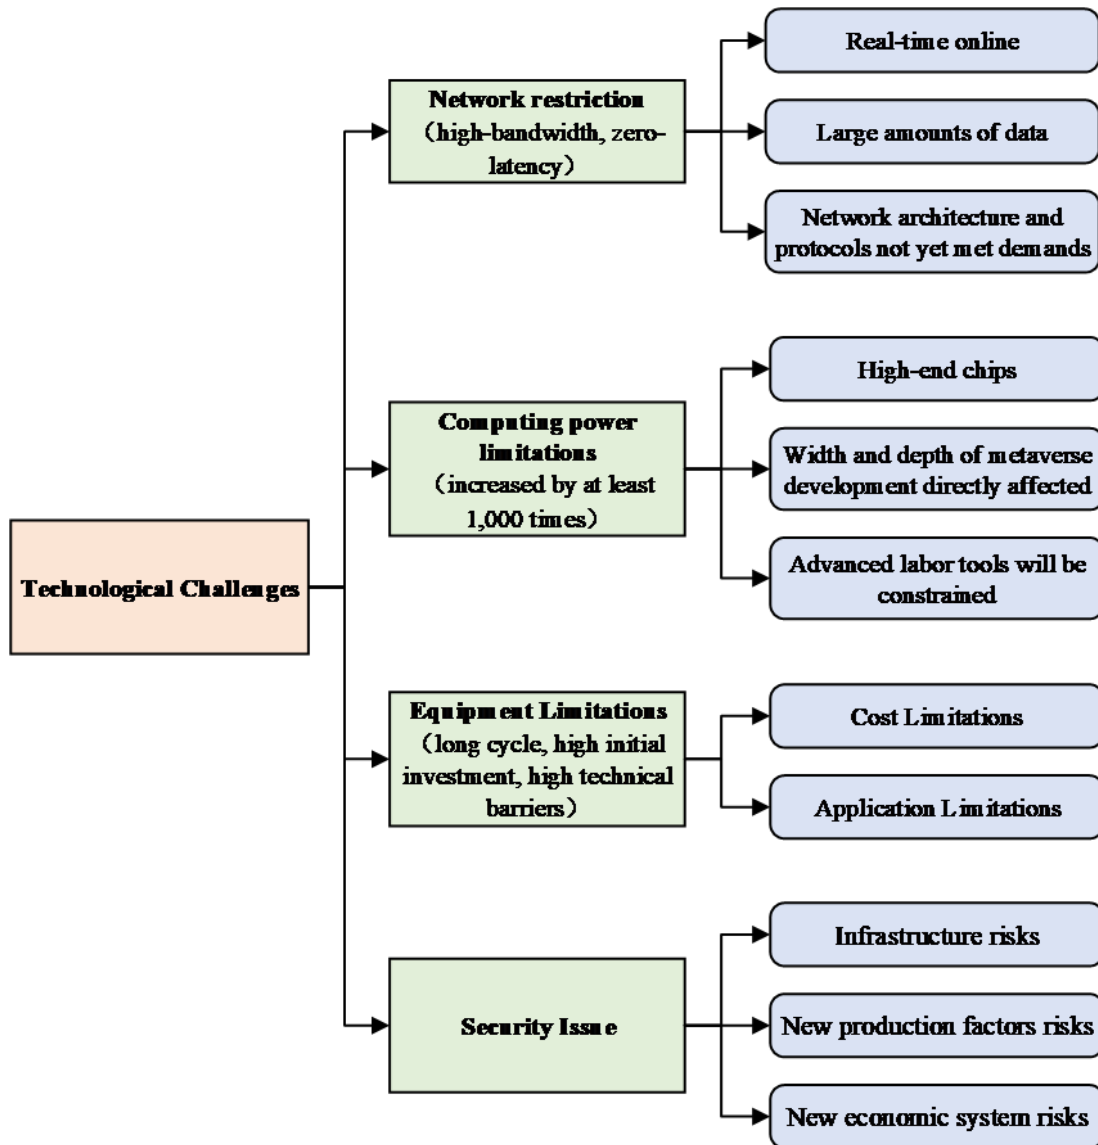 Technological Challenges
Network restriction
（high-bandwidth, zero-
latency）
Real-time online
Large amounts of data
Network architecture and
protocols not yet met demands
Computing power
limitations
（increased by at least
1,000 times）
High-end chips
Width and depth of metaverse
development directly affected
Advanced labor tools will be
constrained
Equipment Limitations
（long cycle, high initial
investment, high technical
barriers）
Cost Limitations
Application Limitations
Security Issue
Infrastructure risks
New production factors risks
New economic system risks